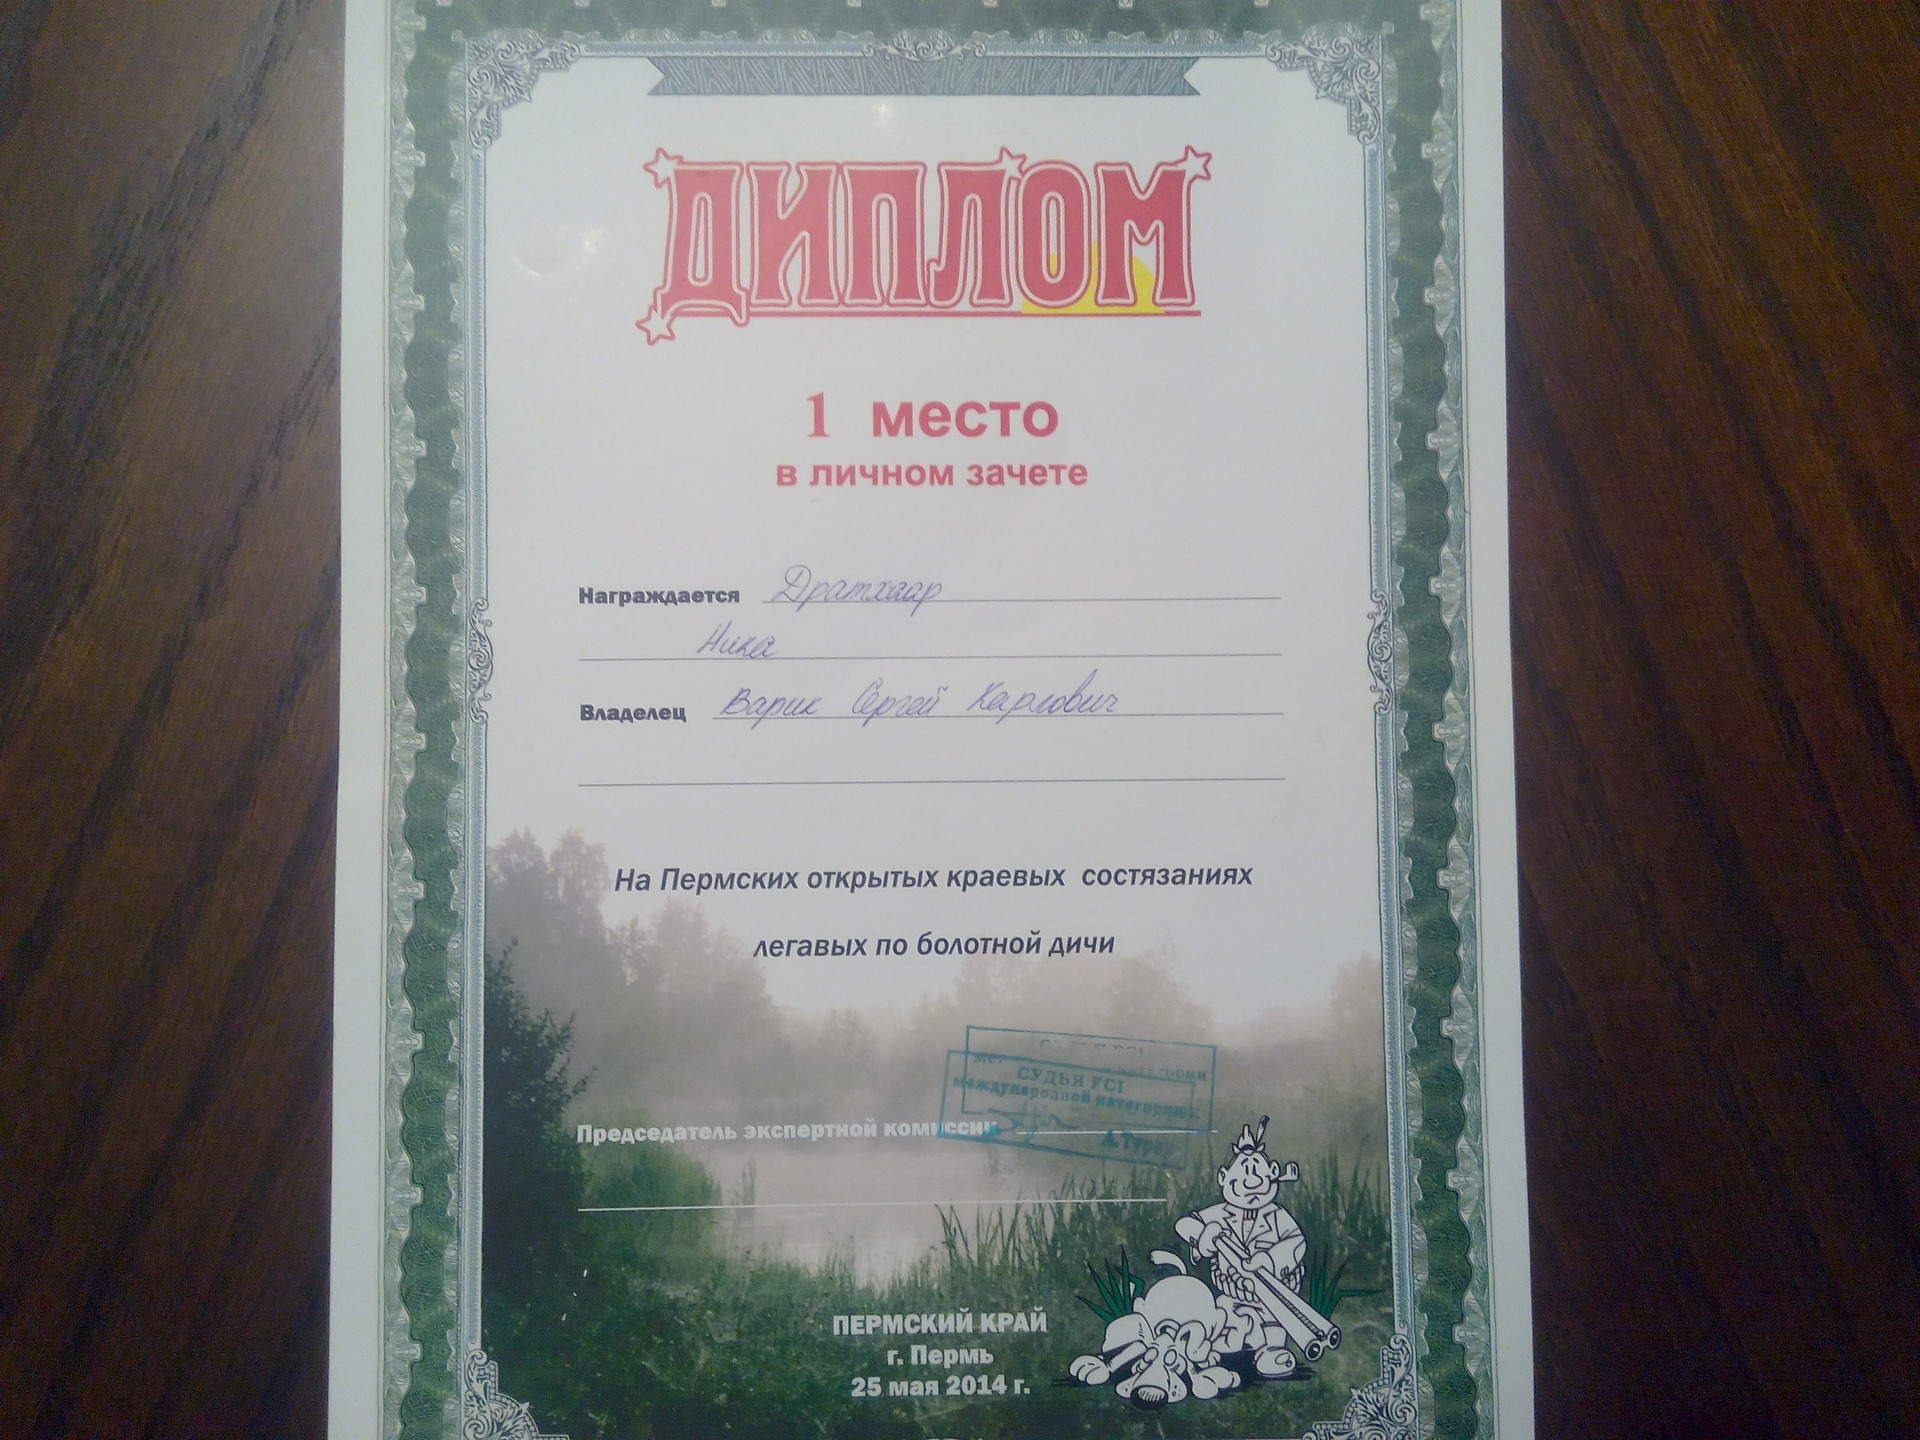 ДИПЛОМ
1 место
в личном зачете
Награждается Дратхаар
Ника
Владелец Варик Сергей Карлович
На Пермских открытых краевых состязаниях
легавых по болотной дичи
СУДЬЯ FCI
международной категории
Председатель экспертной комиссии
ПЕРМСКИЙ КРАЙ
г. Пермь
25 мая 2014 г.